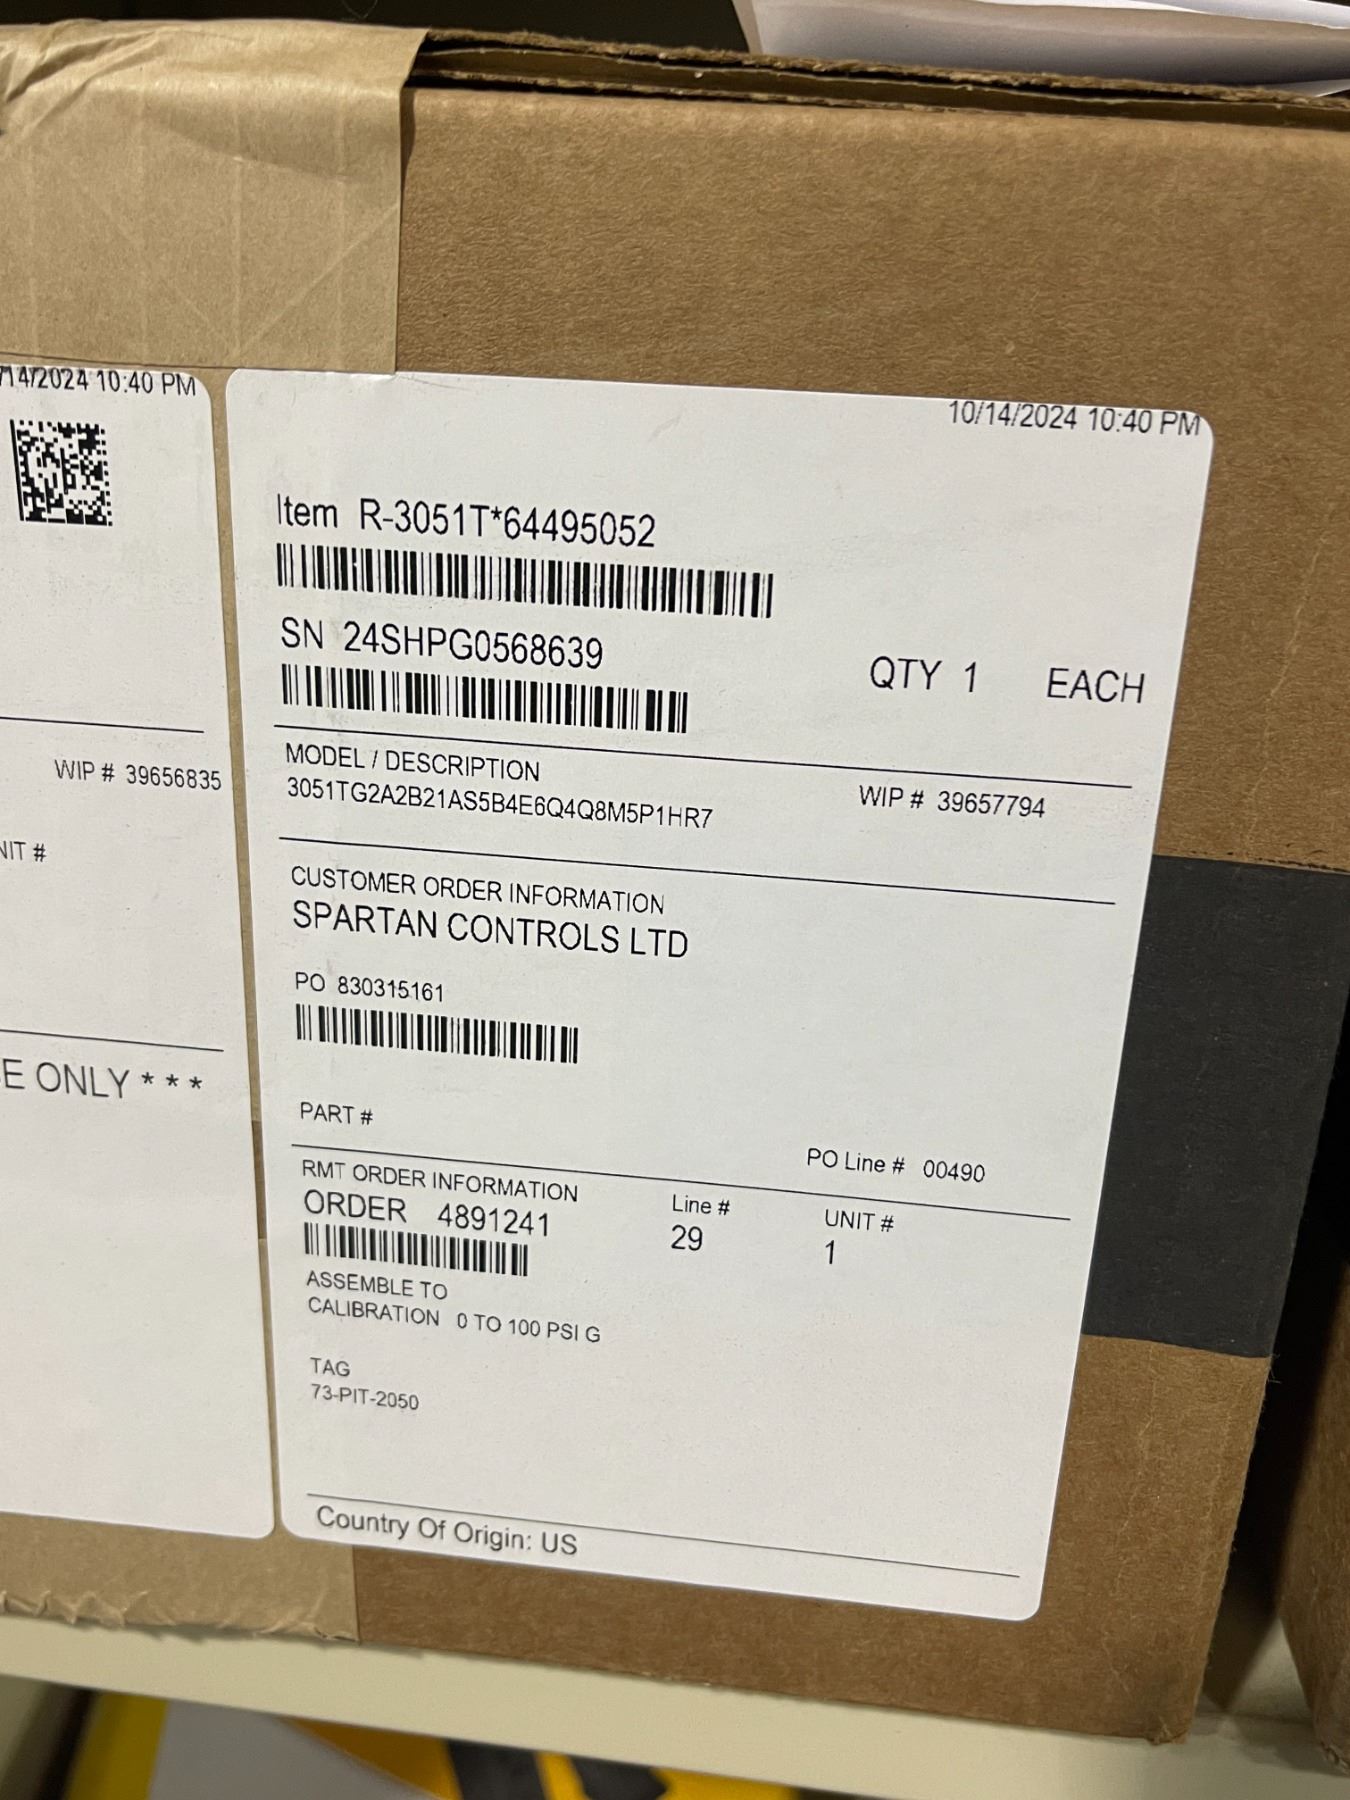 14/2024 10:40 PM
WIP # 39656835
NIT #
E ONLY * * *
10/14/2024 10:40 PM
Item R-3051T*64495052
SN 24SHPG0568639
QTY 1 EACH
MODEL / DESCRIPTION
3051TG2A2B21AS5B4E6Q4Q8M5P1HR7
WIP # 39657794
CUSTOMER ORDER INFORMATION
SPARTAN CONTROLS LTD
PO 830315161
PART #
PO Line # 00490
RMT ORDER INFORMATION
ORDER 4891241
Line #
29
UNIT #
1
ASSEMBLE TO
CALIBRATION 0 TO 100 PSI G
TAG
73-PIT-2050
Country Of Origin: US